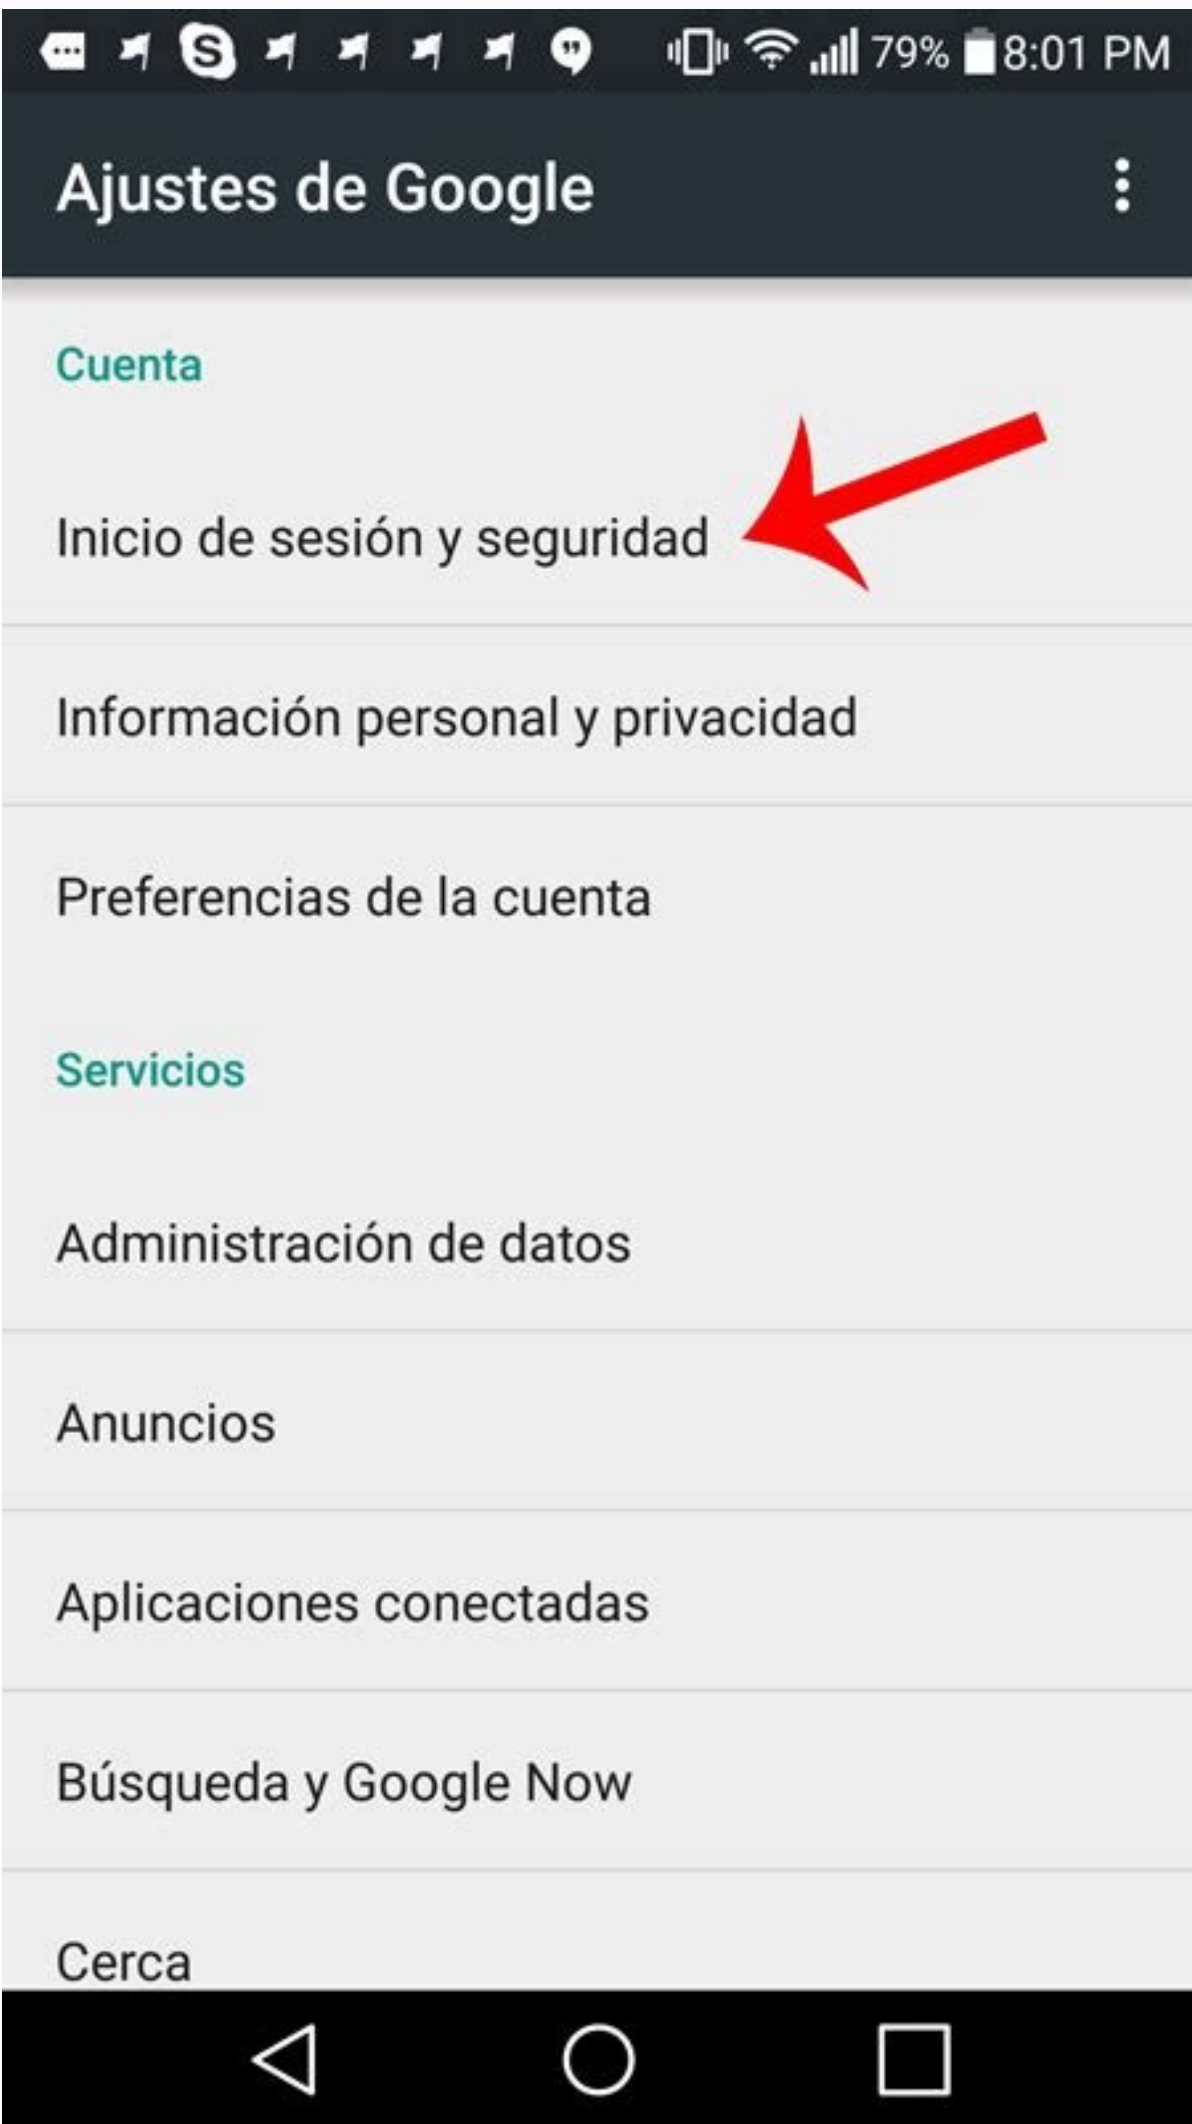 79% 8:01 PM
Ajustes de Google
Cuenta
Inicio de sesión y seguridad
Información personal y privacidad
Preferencias de la cuenta
Servicios
Administración de datos
Anuncios
Aplicaciones conectadas
Búsqueda y Google Now
Cerca